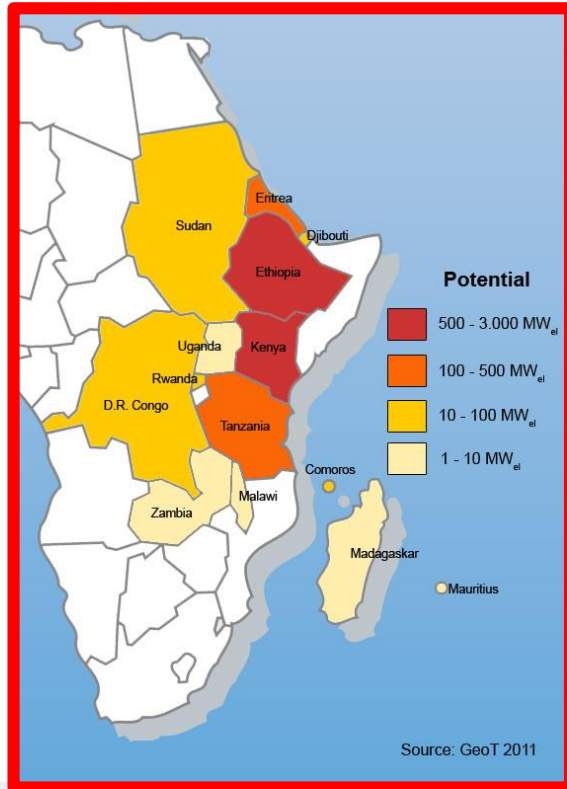 Eritrea
Sudan
Djibouti
Ethiopia
Potential
500 - 3.000 MWel
Uganda
Kenya
100 - 500 MWel
Rwanda
D.R. Congo
10 - 100 MWel
Tanzania
1 - 10 MWel
Comoros
Malawi
Zambia
Madagaskar
Mauritius
Source: GeoT 2011